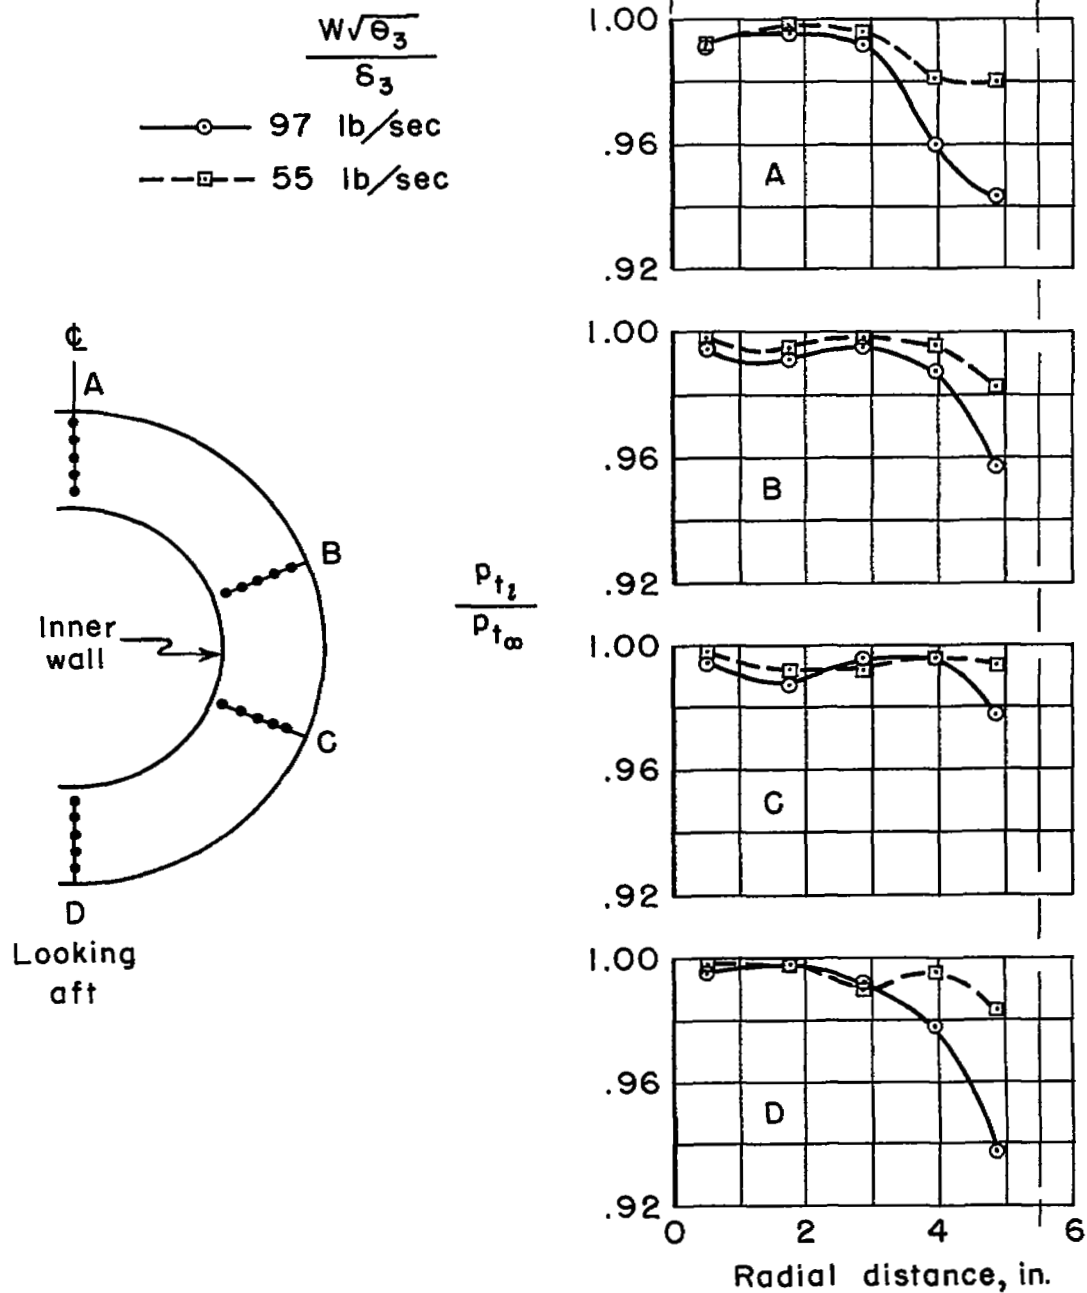 W√θ₃
δ₃
97 lb/sec
55 lb/sec
℄
A
B
Inner
wall
C
D
Looking
aft
p_{t_l}
p_{t_∞}
1.00
.96
A
.92
1.00
.96
B
.92
1.00
.96
C
.92
1.00
.96
D
.92
0 2 4 6
Radial distance, in.